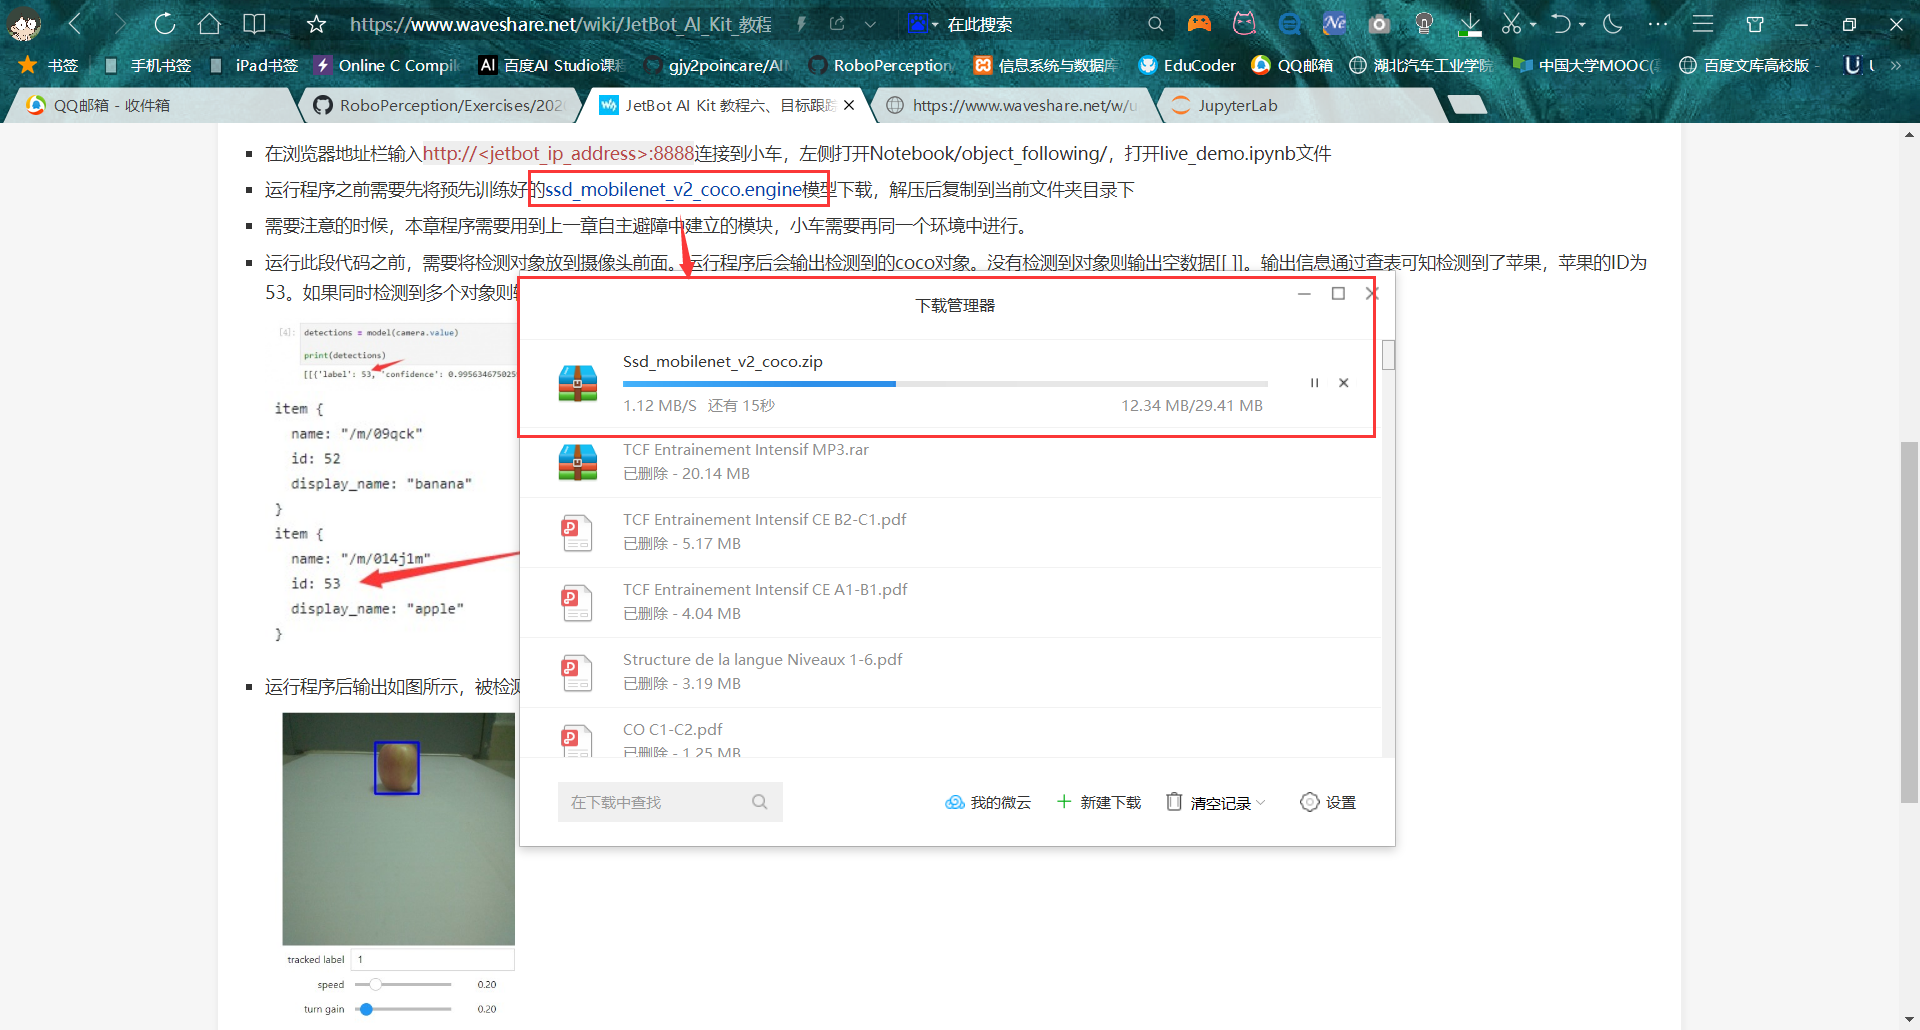 https://www.waveshare.net/wiki/JetBot_AI_Kit_教程
在此搜索
书签
手机书签
iPad书签
Online C Compil
百度AI Studio课程
gjy2poincare/AII
RoboPerception
信息系统与数据库
EduCoder
QQ邮箱
湖北汽车工业学院
中国大学MOOC(
百度文库高校版 -
QQ邮箱 - 收件箱
RoboPerception/Exercises/202
JetBot AI Kit 教程六、目标跟踪
https://www.waveshare.net/w/u
JupyterLab
在浏览器地址栏输入http://<jetbot_ip_address>:8888连接到小车，左侧打开Notebook/object_following/，打开live_demo.ipynb文件
运行程序之前需要先将预先训练好的ssd_mobilenet_v2_coco.engine模型下载，解压后复制到当前文件夹目录下
需要注意的时候，本章程序需要用到上一章自主避障中建立的模块，小车需要再同一个环境中进行。
运行此段代码之前，需要将检测对象放到摄像头前面。运行程序后会输出检测到的coco对象。没有检测到对象则输出空数据[[ ]]。输出信息通过查表可知检测到了苹果，苹果的ID为
53。如果同时检测到多个对象则输
[4]: detections = model(camera.value)
print(detections)
[[{'label': 53, 'confidence': 0.9956346750259
item {
name: "/m/09qck"
id: 52
display_name: "banana"
}
item {
name: "/m/014j1m"
id: 53
display_name: "apple"
}
运行程序后输出如图所示，被检测
tracked label 1
speed 0.20
turn gain 0.20
下载管理器
Ssd_mobilenet_v2_coco.zip
1.12 MB/S 还有 15秒 12.34 MB/29.41 MB
TCF Entrainement Intensif MP3.rar
已删除 - 20.14 MB
TCF Entrainement Intensif CE B2-C1.pdf
已删除 - 5.17 MB
TCF Entrainement Intensif CE A1-B1.pdf
已删除 - 4.04 MB
Structure de la langue Niveaux 1-6.pdf
已删除 - 3.19 MB
CO C1-C2.pdf
已删除 - 1.25 MB
在下载中查找
我的微云
新建下载
清空记录
设置